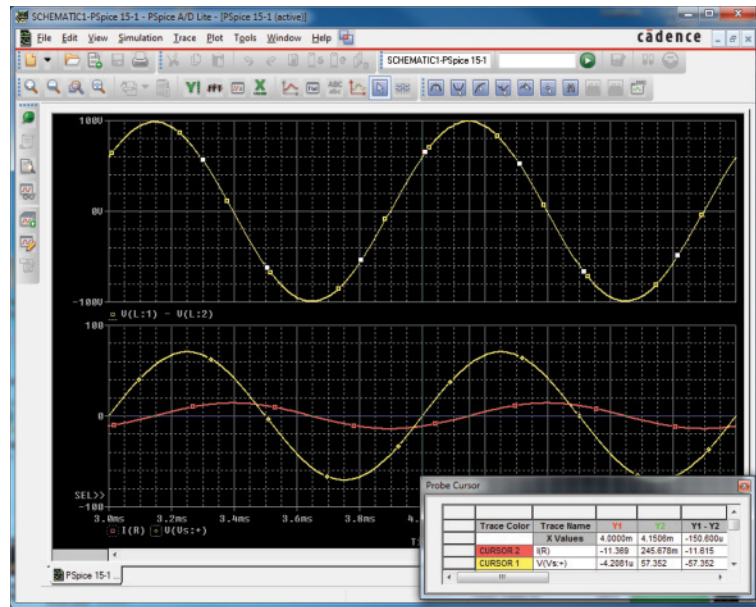 SCHEMATIC1-PSpice 15-1 - PSpice A/D Lite - [PSpice 15-1 (active)]
File Edit View Simulation Trace Plot Tools Window Help
cādence
SCHEMATIC1-PSpice 15-1
100V
0V
-100V
V(L:1) - V(L:2)
100
0
SEL>>
-100
3.0ms 3.2ms 3.4ms 3.6ms 3.8ms 4.
I(R) V(Vs:+)
Probe Cursor
Trace Color Trace Name Y1 Y2 Y1 - Y2
X Values 4.0000m 4.1506m -150.600u
CURSOR 2 I(R) -11.369 245.678m -11.615
CURSOR 1 V(Vs:+) -4.2081u 57.352 -57.352
PSpice 15-1 ...